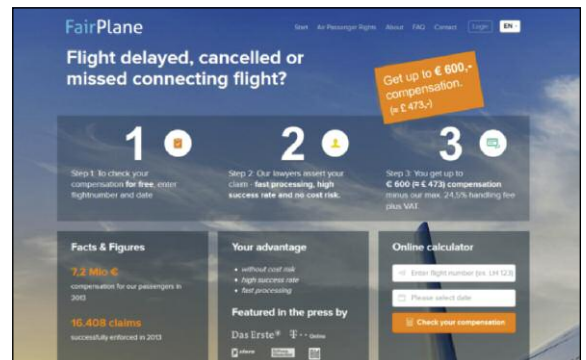 FairPlane
Start Air Passenger Rights About FAQ Contact Login EN
Flight delayed, cancelled or
missed connecting flight?
Get up to € 600,-
compensation.
(= £ 473,-)
1 2 3
Step 1: To check your
compensation for free, enter
flightnumber and date
Step 2: Our lawyers assert your
claim - fast processing, high
success rate and no cost risk.
Step 3: You get up to
€ 600 (= £ 473) compensation
minus our max. 24,5% handling fee
plus VAT.
Facts & Figures
7,2 Mio €
compensation for our passengers in
2013
16.408 claims
successfully enforced in 2013
Your advantage
• without cost risk
• high success rate
• fast processing
Featured in the press by
Das Erste
T · · Online
Online calculator
Enter flight number (ex. LH 123)
Please select date
Check your compensation